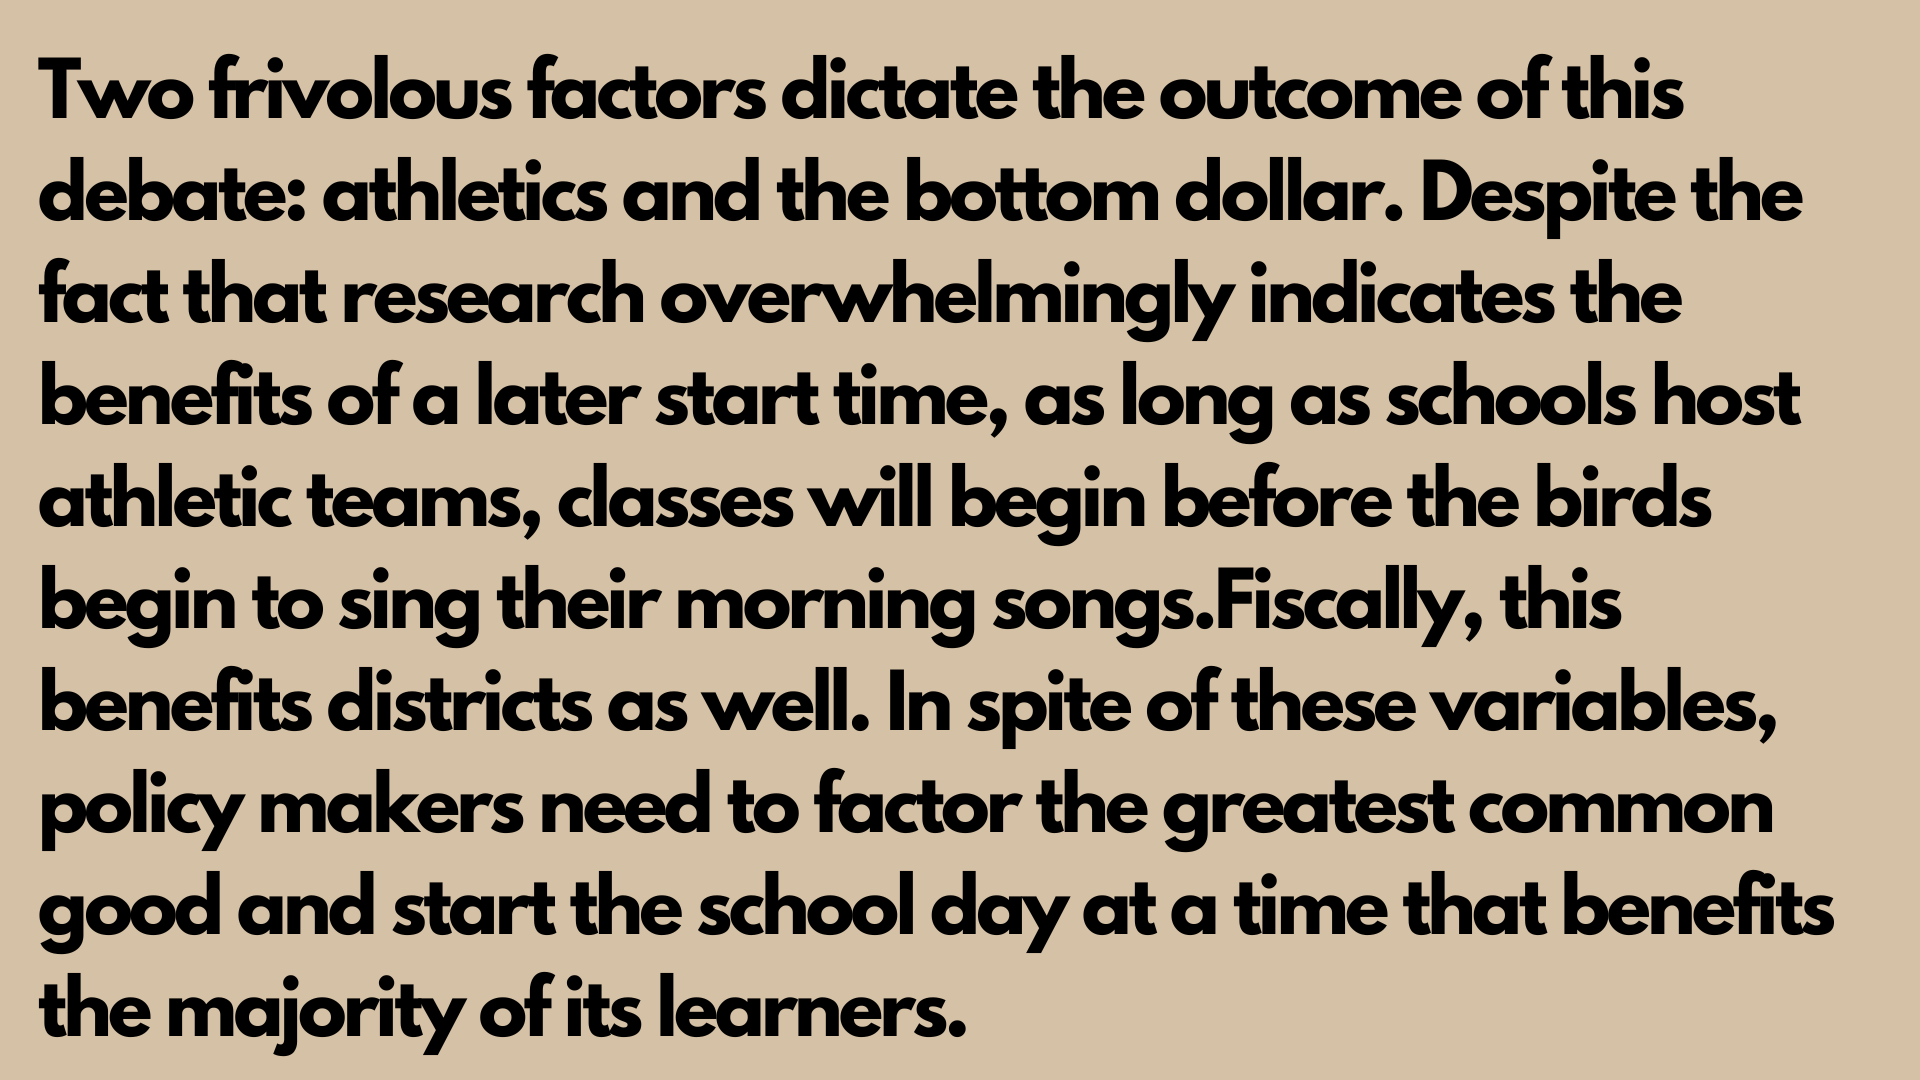 Two frivolous factors dictate the outcome of this
debate: athletics and the bottom dollar. Despite the
fact that research overwhelmingly indicates the
benefits of a later start time, as long as schools host
athletic teams, classes will begin before the birds
begin to sing their morning songs.Fiscally, this
benefits districts as well. In spite of these variables,
policy makers need to factor the greatest common
good and start the school day at a time that benefits
the majority of its learners.